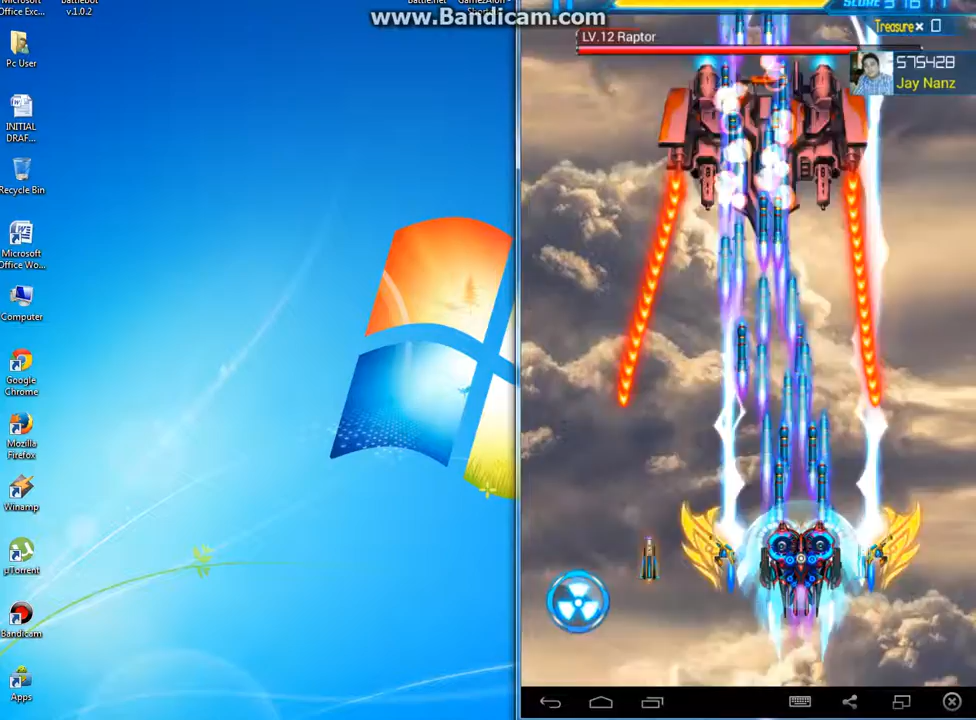 Microsoft
Office Exc...
BattleBot
v.1.0.2
Battle.net
www.Bandicam.com
SCORE
Treasure×0
LV.12 Raptor
575428
Jay Nanz
Pc User
INITIAL
DRAF...
Recycle Bin
Microsoft
Office Wo...
Computer
Google
Chrome
Mozilla
Firefox
Winamp
µTorrent
Bandicam
Apps